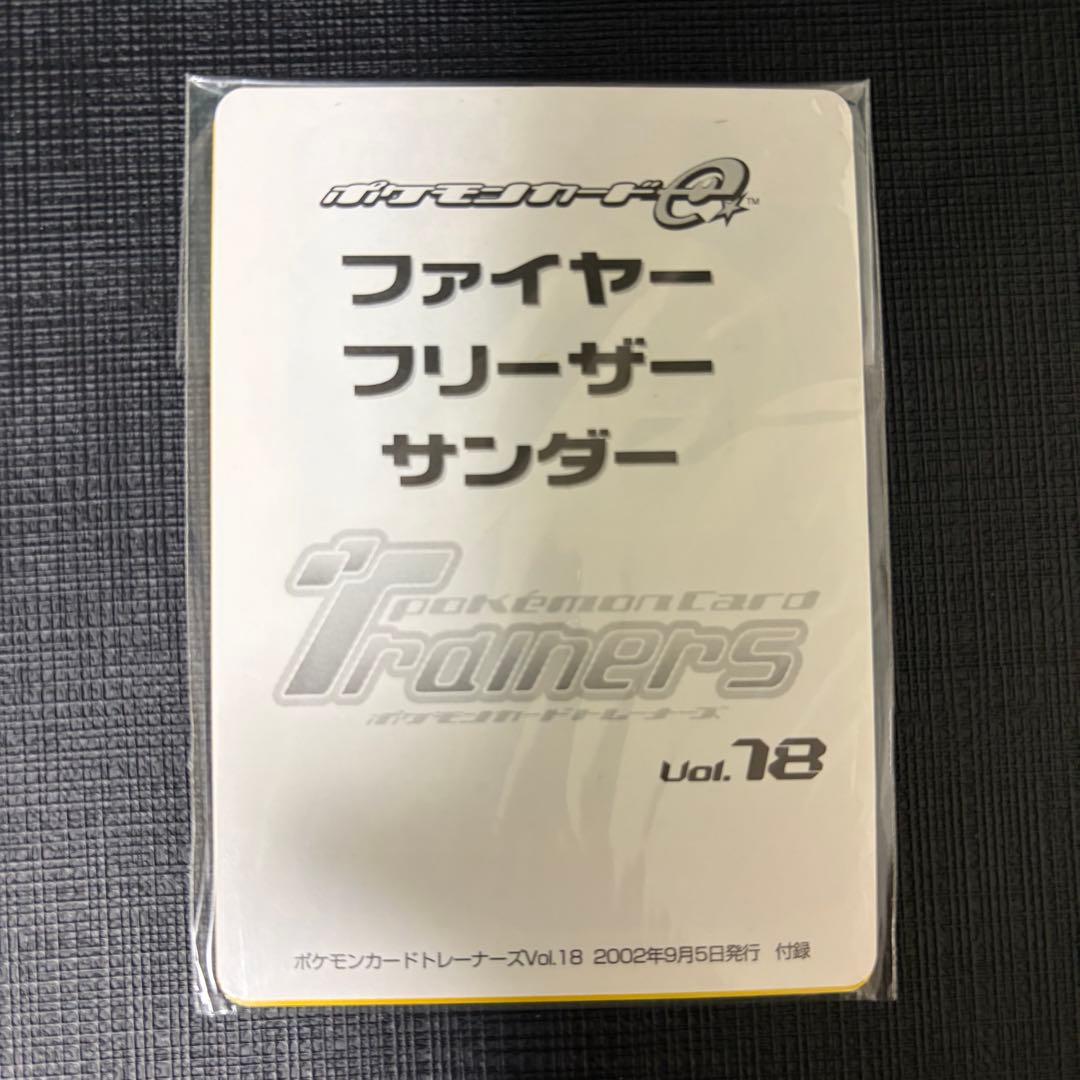 ポケモンカードe TM
ファイヤー
フリーザー
サンダー
pokémon card
Trainers
ポケモンカードトレーナーズ
Vol.18
ポケモンカードトレーナーズVol.18 2002年9月5日発行 付録